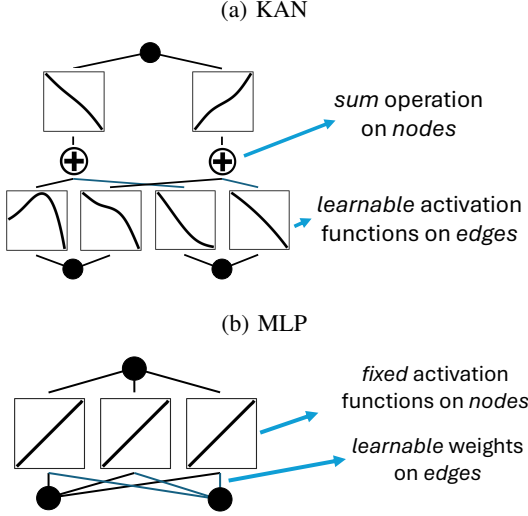 (a) KAN
sum operation
on nodes
learnable activation
functions on edges
(b) MLP
fixed activation
functions on nodes
learnable weights
on edges